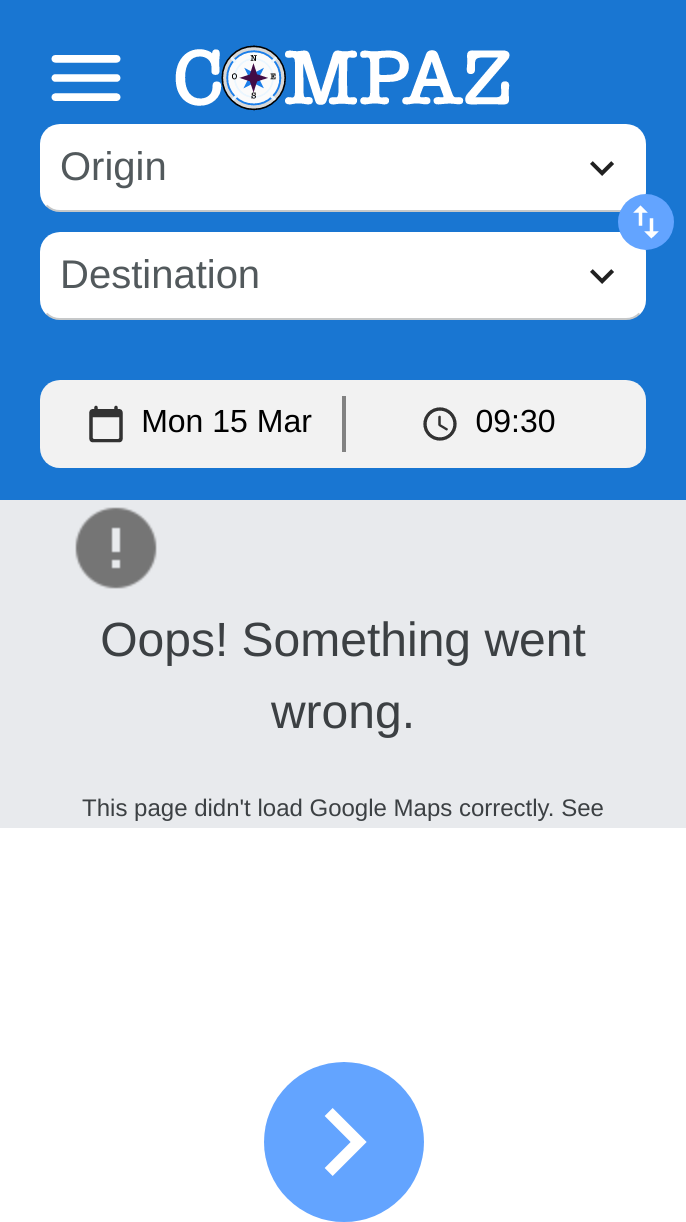 COMPAZ
N
O E
S
Origin
Destination
Mon 15 Mar 09:30
Oops! Something went
wrong.
This page didn't load Google Maps correctly. See